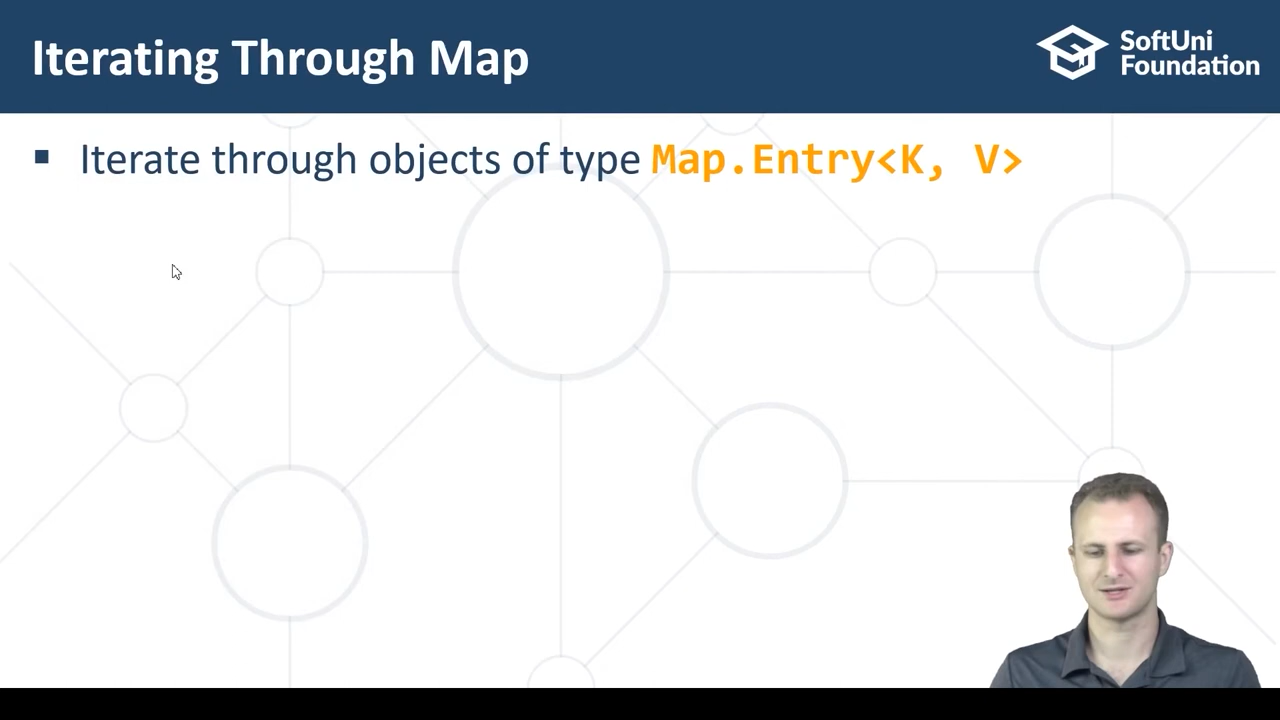 Iterating Through Map
SoftUni
Foundation
▪ Iterate through objects of type Map.Entry<K, V>